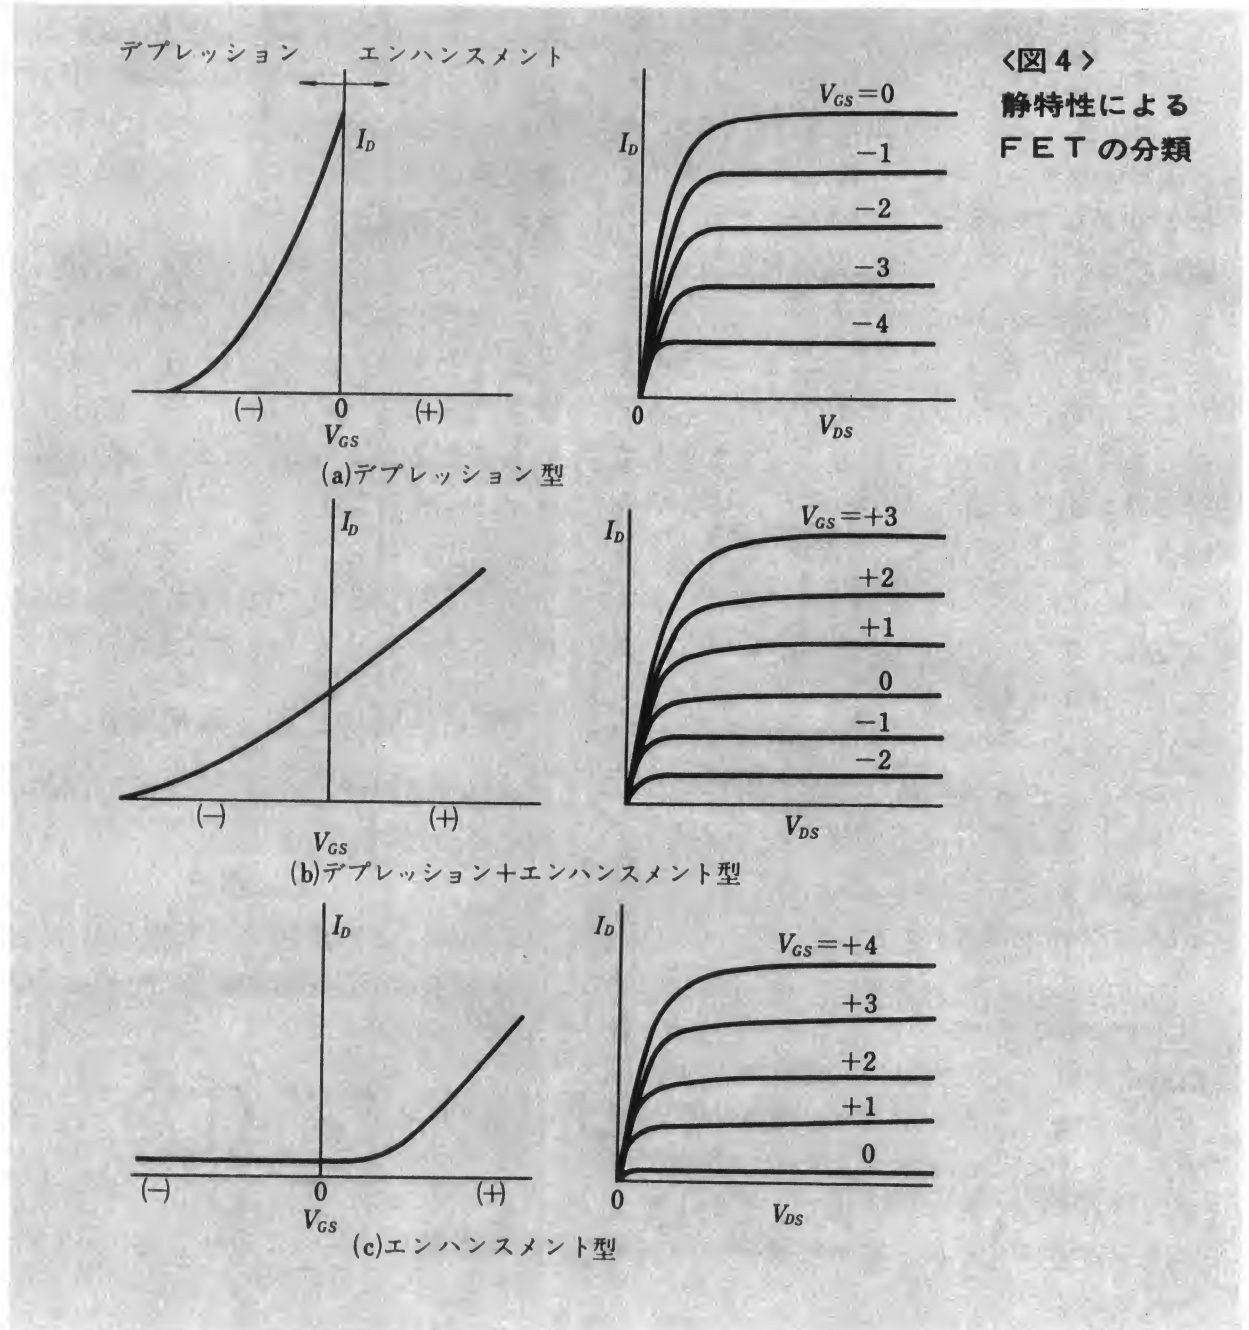 デプレッション エンハンスメント
I_D
(−) 0 (+)
V_GS
I_D
V_GS=0
−1
−2
−3
−4
0
V_DS
<図4>
静特性による
FETの分類
(a)デプレッション型
I_D
(−) (+)
V_GS
I_D
V_GS=+3
+2
+1
0
−1
−2
V_DS
(b)デプレッション+エンハンスメント型
I_D
(−) 0 (+)
V_GS
I_D
V_GS=+4
+3
+2
+1
0
0
V_DS
(c)エンハンスメント型